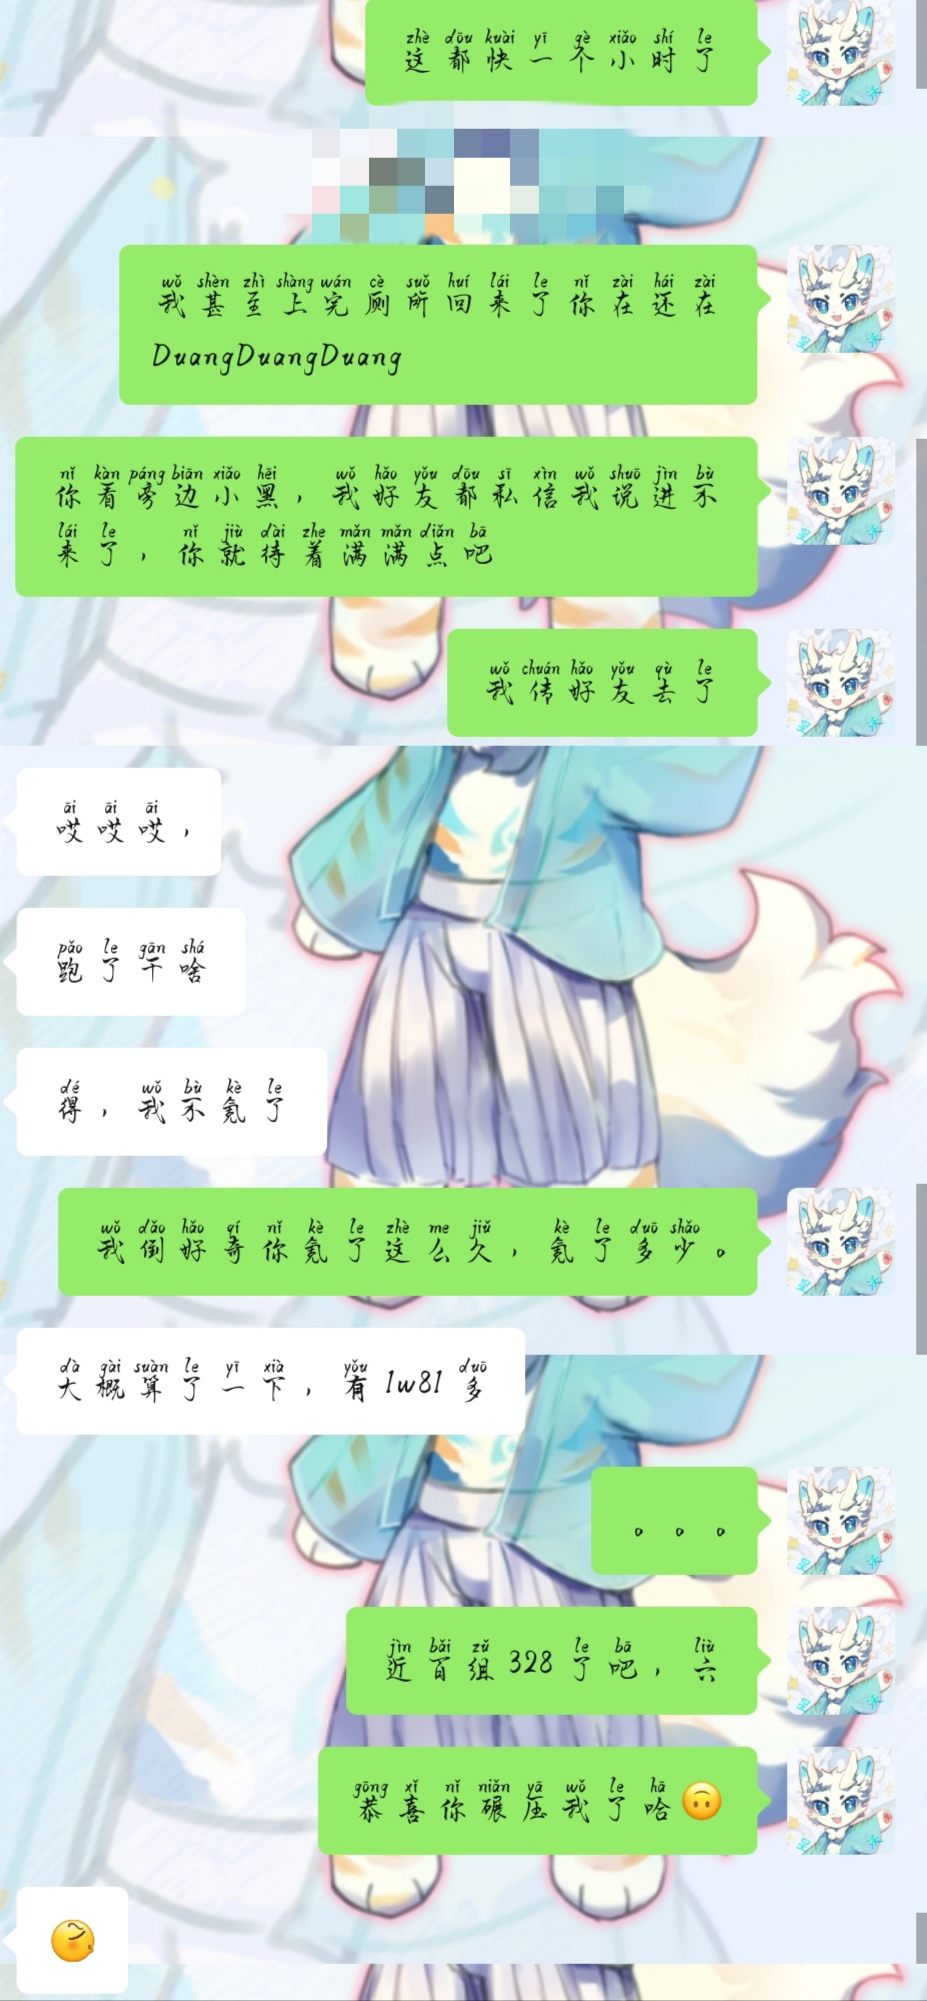 zhè dōu kuài yī gè xiǎo shí le
这都快一个小时了
wǒ shèn zhì shàng wán cè suǒ huí lái le nǐ zài hái zài
我甚至上完厕所回来了你在还在
DuangDuangDuang
nǐ kàn páng biān xiǎo hēi wǒ hǎo yǒu dōu sī xìn wǒ shuō jìn bù
你看旁边小黑，我好友都私信我说进不
lái le nǐ jiù dài zhe mǎn mǎn diǎn bā
来了，你就待着满满点吧
wǒ chuán hǎo yǒu qù le
我传好友去了
āi āi āi
哎哎哎，
pǎo le gān shá
跑了干啥
dé wǒ bù kè le
得，我不氪了
wǒ dǎo hǎo qí nǐ kè le zhè me jiǔ kè le duō shǎo
我倒好奇你氪了这么久，氪了多少。
dà gài suàn le yī xià yǒu duō
大概算了一下，有1w81多
。。。
jìn bǎi zǔ le bā liù
近百组328了吧，六
gōng xǐ nǐ niǎn yā wǒ le hā
恭喜你碾压我了哈🙃